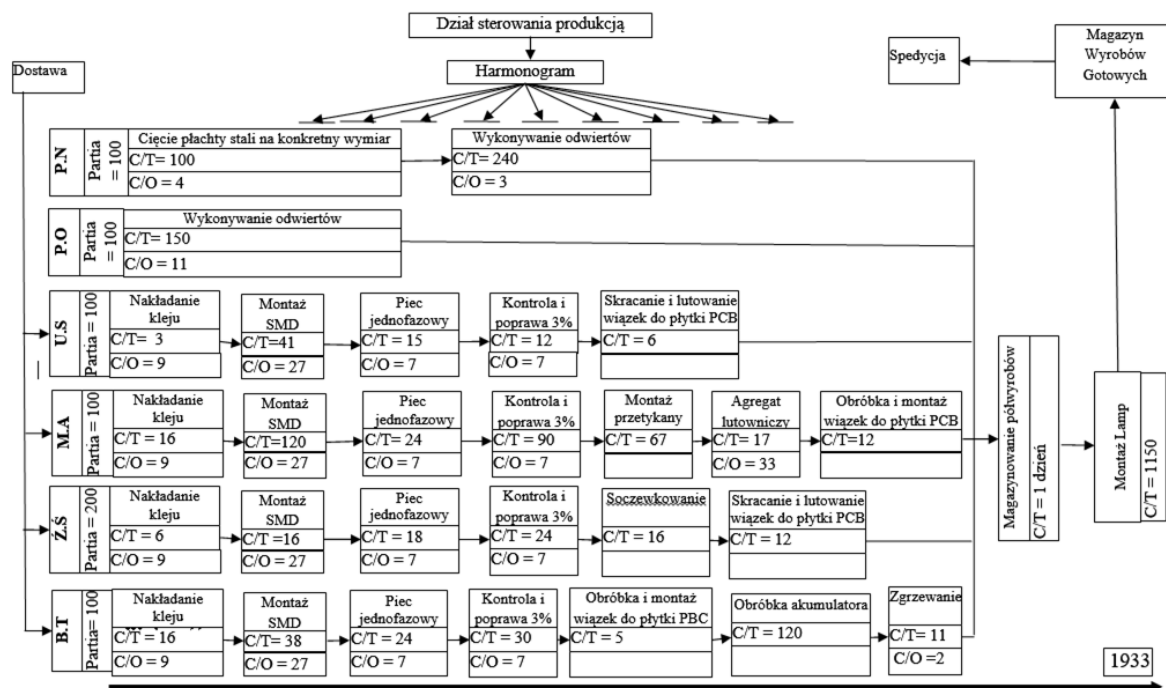 Dział sterowania produkcją
Harmonogram
Dostawa
Spedycja
Magazyn
Wyrobów
Gotowych
P.N
Partia
= 100
Cięcie płachty stali na konkretny wymiar
C/T= 100
C/O = 4
Wykonywanie odwiertów
C/T= 240
C/O = 3
P.O
Partia
= 100
Wykonywanie odwiertów
C/T= 150
C/O = 11
U.S
Partia = 100
Nakładanie
kleju
C/T= 3
C/O = 9
Montaż
SMD
C/T=41
C/O = 27
Piec
jednofazowy
C/T = 15
C/O = 7
Kontrola i
poprawa 3%
C/T = 12
C/O = 7
Skracanie i lutowanie
wiązek do płytki PCB
C/T = 6
M.A
Partia = 100
Nakładanie
kleju
C/T = 16
C/O = 9
Montaż
SMD
C/T=120
C/O = 27
Piec
jednofazowy
C/T = 24
C/O = 7
Kontrola i
poprawa 3%
C/T = 90
C/O = 7
Montaż
przetykany
C/T = 67
Agregat
lutowniczy
C/T = 17
C/O = 33
Obróbka i montaż
wiązek do płytki PCB
C/T=12
Ź.Ś
Partia = 200
Nakładanie
kleju
C/T = 6
C/O = 9
Montaż
SMD
C/T =16
C/O = 27
Piec
jednofazowy
C/T = 18
C/O = 7
Kontrola i
poprawa 3%
C/T = 24
C/O = 7
Soczewkowanie
C/T = 16
Skracanie i lutowanie
wiązek do płytki PCB
C/T = 12
B.T
Partia= 100
Nakładanie
kleju
C/T = 16
C/O = 9
Montaż
SMD
C/T= 38
C/O = 27
Piec
jednofazowy
C/T = 24
C/O = 7
Kontrola i
poprawa 3%
C/T = 30
C/O = 7
Obróbka i montaż
wiązek do płytki PBC
C/T = 5
Obróbka akumulatora
C/T = 120
Zgrzewanie
C/T= 11
C/O =2
Magazynowanie półwyrobów
C/T = 1 dzień
Montaż Lamp
C/T = 1150
1933